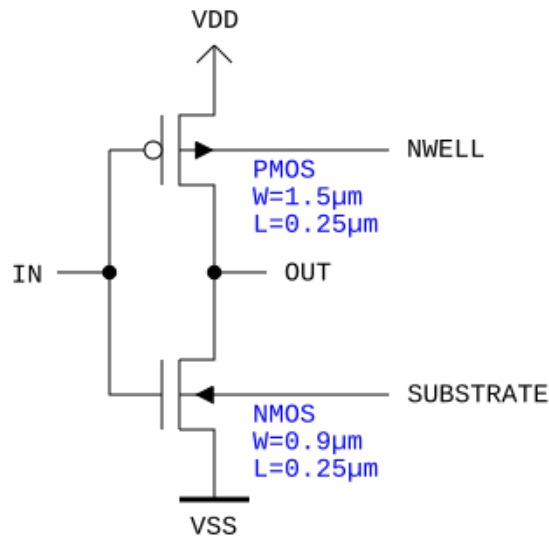 VDD
NWELL
PMOS
W=1.5µm
L=0.25µm
IN
OUT
SUBSTRATE
NMOS
W=0.9µm
L=0.25µm
VSS